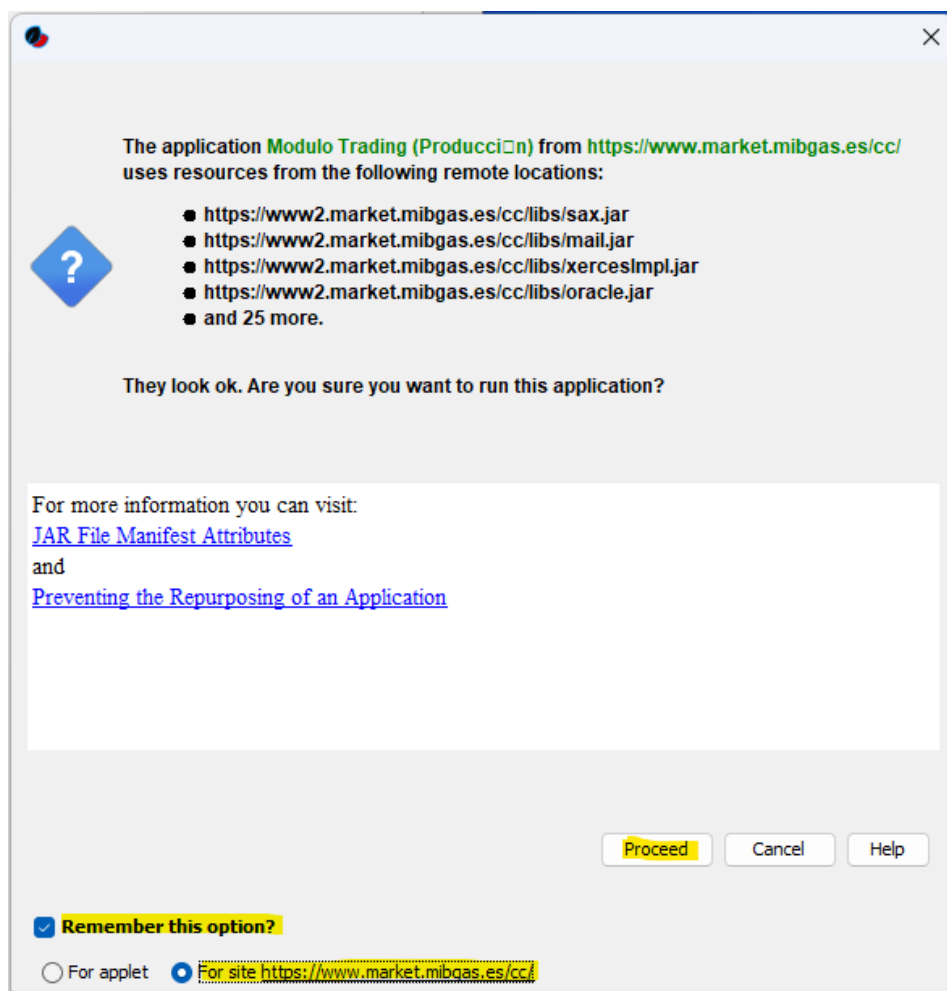 The application Modulo Trading (Producci□n) from https://www.market.mibgas.es/cc/
uses resources from the following remote locations:
● https://www2.market.mibgas.es/cc/libs/sax.jar
● https://www2.market.mibgas.es/cc/libs/mail.jar
● https://www2.market.mibgas.es/cc/libs/xercesImpl.jar
● https://www2.market.mibgas.es/cc/libs/oracle.jar
● and 25 more.
?
They look ok. Are you sure you want to run this application?
For more information you can visit:
JAR File Manifest Attributes
and
Preventing the Repurposing of an Application
Proceed Cancel Help
Remember this option?
For applet For site https://www.market.mibgas.es/cc/